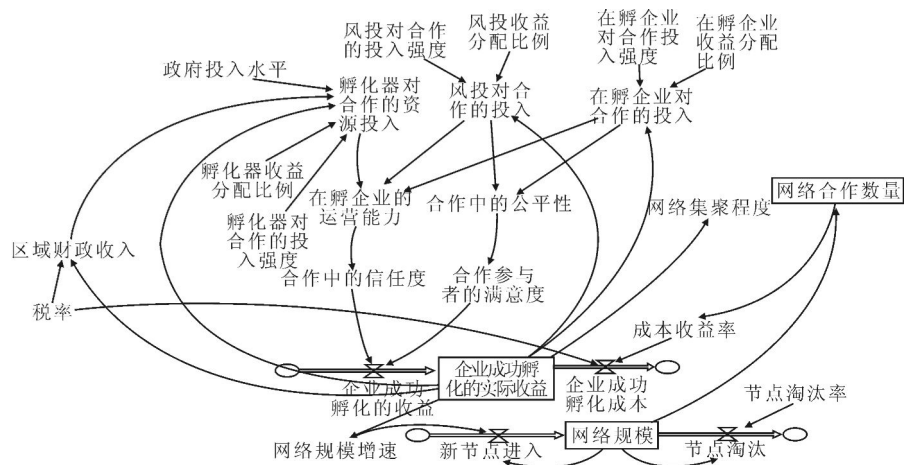 风投对合作
的投入强度
风投收益
分配比例
在孵企业
对合作投
入强度
在孵企业
收益分配
比例
政府投入水平
孵化器对
合作的资
源投入
风投对合
作的投入
在孵企业对
合作的投入
孵化器收益
分配比例
在孵企业的
运营能力
合作中的公平性
网络集聚程度
网络合作数量
孵化器对
合作的投
入强度
区域财政收入
合作中的信任度
合作参与
者的满意度
税率
成本收益率
企业成功
孵化的收益
企业成功孵
化的实际收益
企业成功
孵化成本
节点淘汰率
网络规模增速
新节点进入
网络规模
节点淘汰